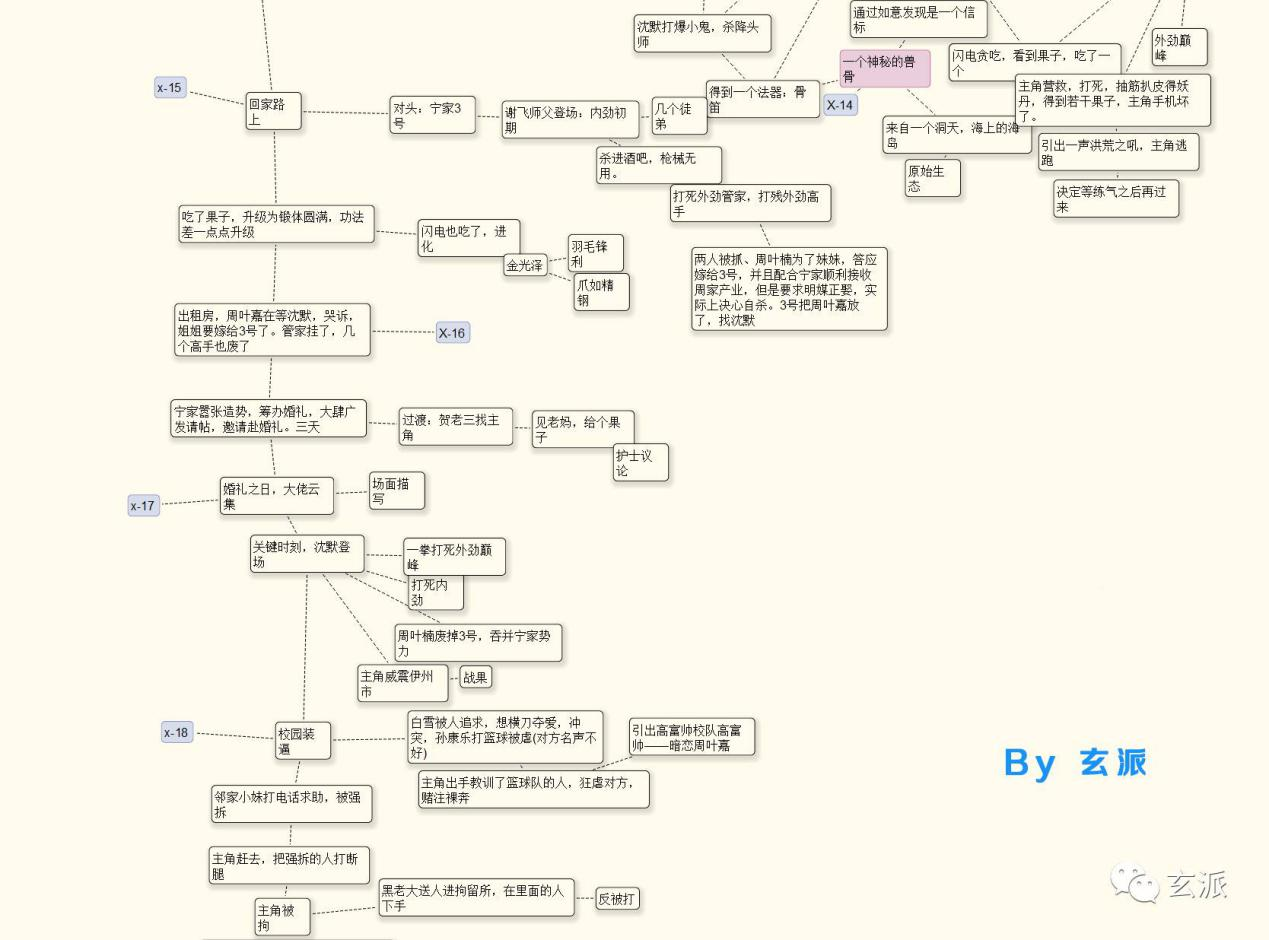 沈默打爆小鬼，杀降头
师
通过如意发现是一个信
标
外劲巅
峰
一个神秘的兽
骨
闪电贪吃，看到果子，吃了一
个
x-15
回家路
上
对头：宁家3
号
谢飞师父登场：内劲初
期
几个徒
弟
得到一个法器：骨
笛
X-14
主角营救，打死，抽筋扒皮得妖
丹，得到若干果子，主角手机坏
了。
来自一个洞天，海上的海
岛
引出一声洪荒之吼，主角逃
跑
杀进酒吧，枪械无
用。
原始生
态
决定等练气之后再过
来
打死外劲管家，打残外劲高
手
吃了果子，升级为锻体圆满，功法
差一点点升级
闪电也吃了，进
化
金光泽
羽毛锋
利
爪如精
钢
两人被抓、周叶楠为了妹妹，答应
嫁给3号，并且配合宁家顺利接收
周家产业，但是要求明媒正娶，实
际上决心自杀。3号把周叶嘉放
了，找沈默
出租房，周叶嘉在等沈默，哭诉，
姐姐要嫁给3号了。管家挂了，几
个高手也废了
X-16
宁家嚣张造势，筹办婚礼，大肆广
发请帖，邀请赴婚礼。三天
过渡：贺老三找主
角
见老妈，给个果
子
护士议
论
x-17
婚礼之日，大佬云
集
场面描
写
关键时刻，沈默登
场
一拳打死外劲巅
峰
打死内
劲
周叶楠废掉3号，吞并宁家势
力
主角威震伊州
市
战果
x-18
校园装
逼
白雪被人追求，想横刀夺爱，冲
突，孙康乐打篮球被虐(对方名声不
好)
引出高富帅校队高富
帅——暗恋周叶嘉
主角出手教训了篮球队的人，狂虐对方，
赌注裸奔
By 玄派
邻家小妹打电话求助，被强
拆
主角赶去，把强拆的人打断
腿
主角被
拘
黑老大送人进拘留所，在里面的人
下手
反被打
玄派